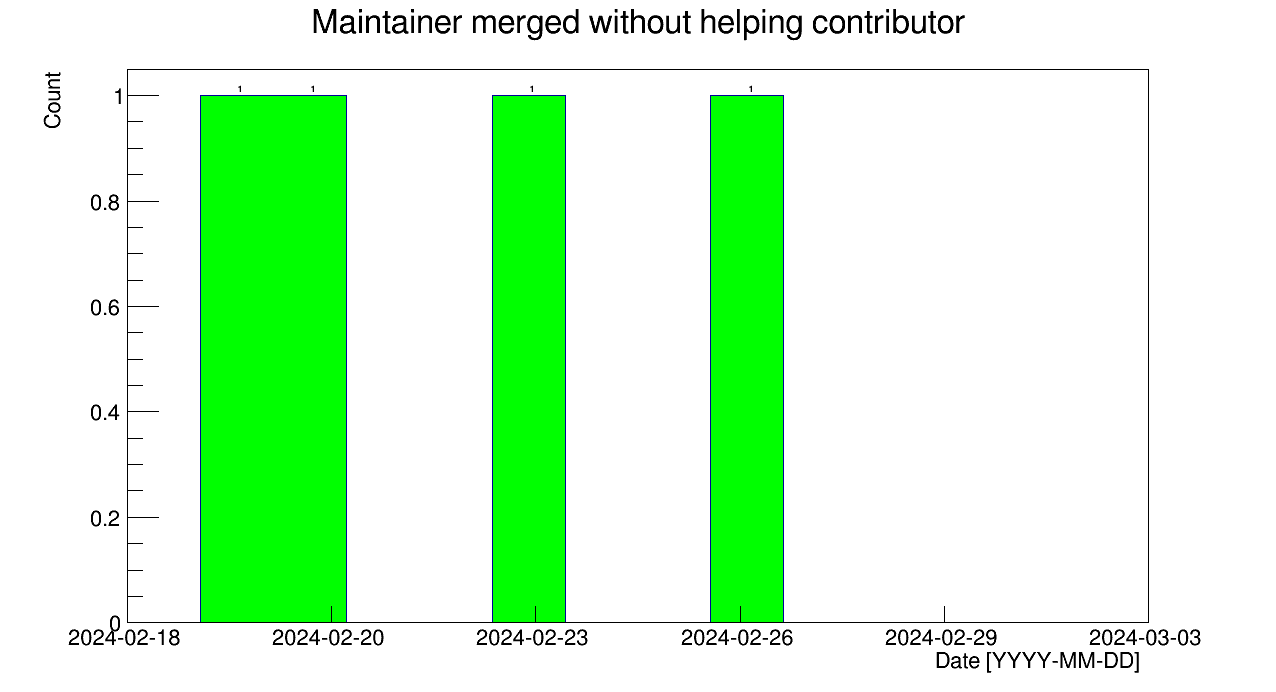 Maintainer merged without helping contributor
Count
1 1 1 1
1
0.8
0.6
0.4
0.2
0
2024-02-18 2024-02-20 2024-02-23 2024-02-26 2024-02-29 2024-03-03
Date [YYYY-MM-DD]